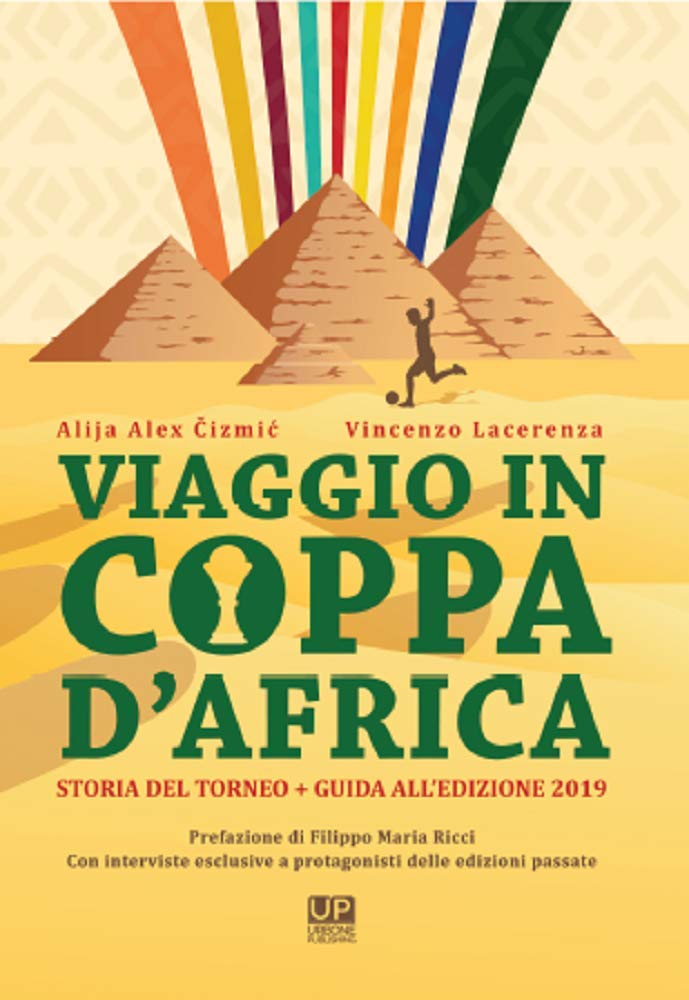 Alija Alex Čizmić Vincenzo Lacerenza
VIAGGIO IN
COPPA
D'AFRICA
STORIA DEL TORNEO + GUIDA ALL'EDIZIONE 2019
Prefazione di Filippo Maria Ricci
Con interviste esclusive a protagonisti delle edizioni passate
UP
URBONE
PUBLISHING